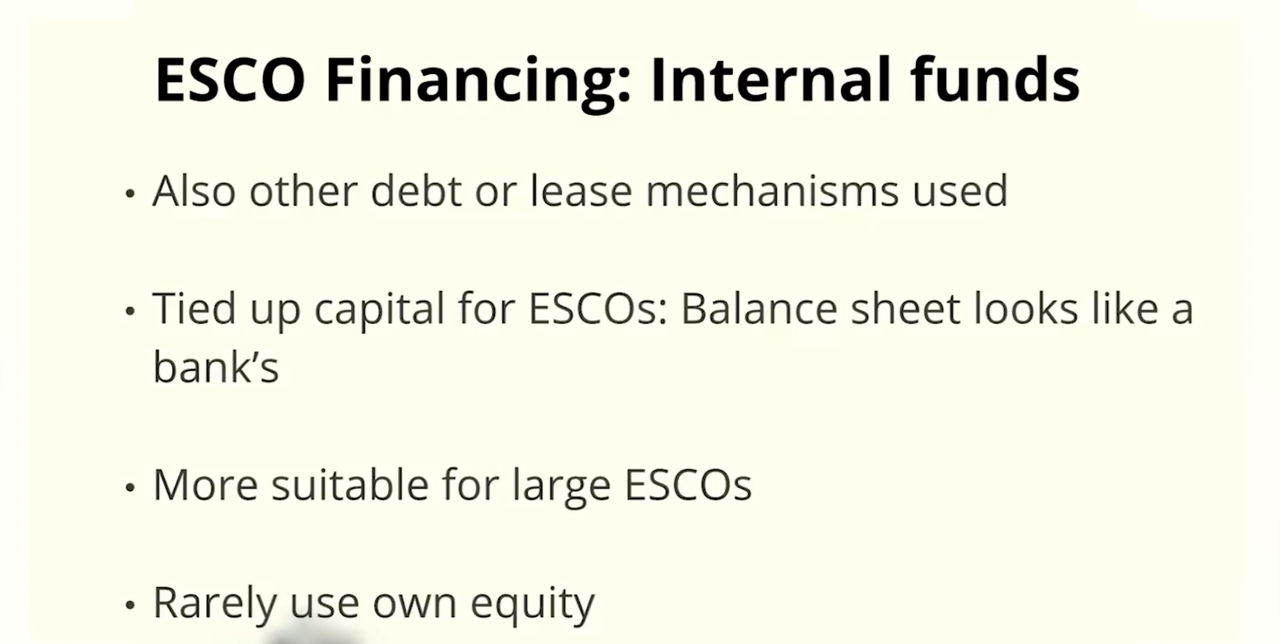 ESCO Financing: Internal funds
• Also other debt or lease mechanisms used
• Tied up capital for ESCOs: Balance sheet looks like a
bank’s
• More suitable for large ESCOs
• Rarely use own equity